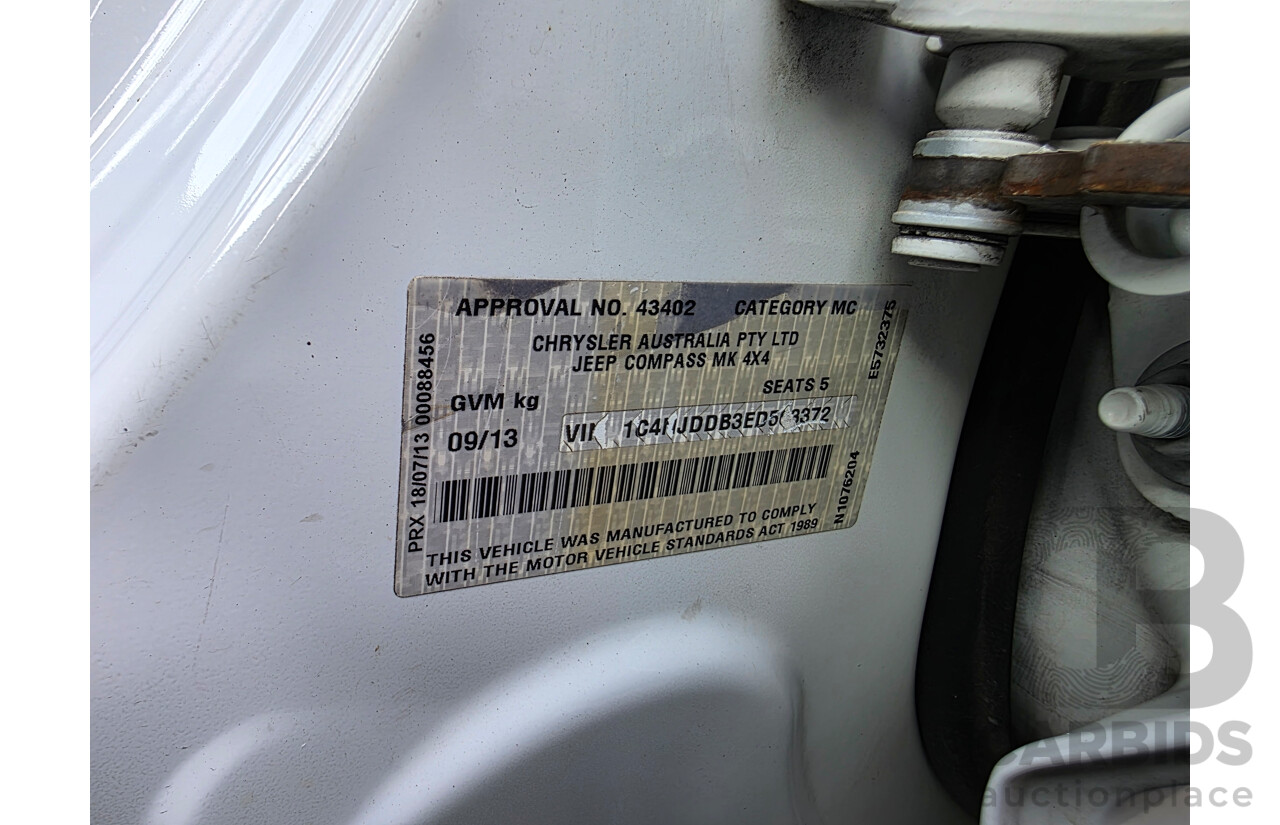 APPROVAL NO. 43402 CATEGORY MC
CHRYSLER AUSTRALIA PTY LTD
JEEP COMPASS MK 4X4
SEATS 5
GVM kg
09/13
THIS VEHICLE WAS MANUFACTURED TO COMPLY
WITH THE MOTOR VEHICLE STANDARDS ACT 1989
PRX 18/07/13 00088456
E5732375
N1076204
B
CARBIDS
auctionplace